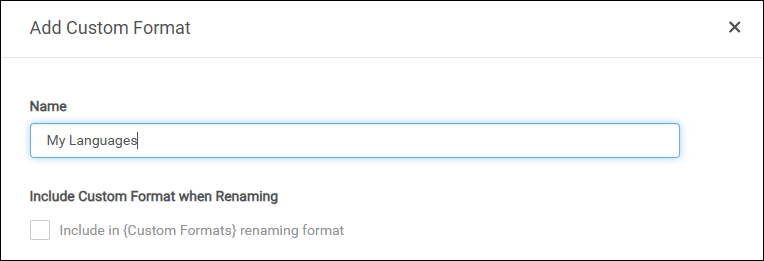 Add Custom Format
Name
My Languages
Include Custom Format when Renaming
Include in {Custom Formats} renaming format